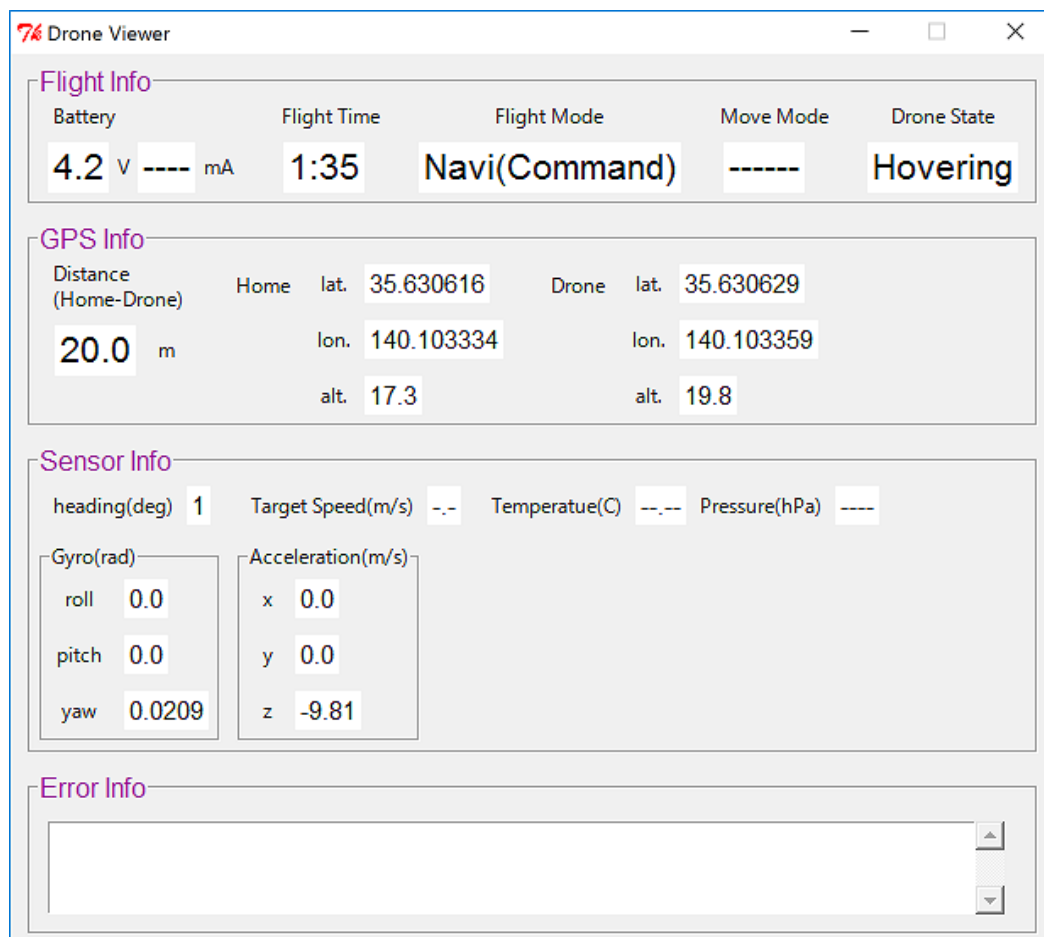 Drone Viewer
Flight Info
Battery Flight Time Flight Mode Move Mode Drone State
4.2 V ---- mA 1:35 Navi(Command) ------ Hovering
GPS Info
Distance
(Home-Drone)
20.0 m
Home lat. 35.630616 Drone lat. 35.630629
lon. 140.103334 lon. 140.103359
alt. 17.3 alt. 19.8
Sensor Info
heading(deg) 1 Target Speed(m/s) -.- Temperatue(C) --.-- Pressure(hPa) ----
Gyro(rad) Acceleration(m/s)
roll 0.0 x 0.0
pitch 0.0 y 0.0
yaw 0.0209 z -9.81
Error Info